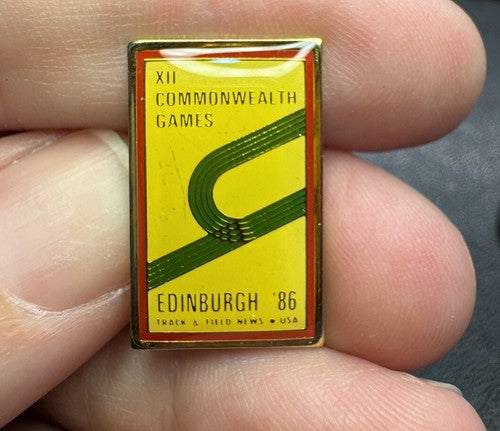 XII
COMMONWEALTH
GAMES
EDINBURGH '86
TRACK & FIELD NEWS • USA